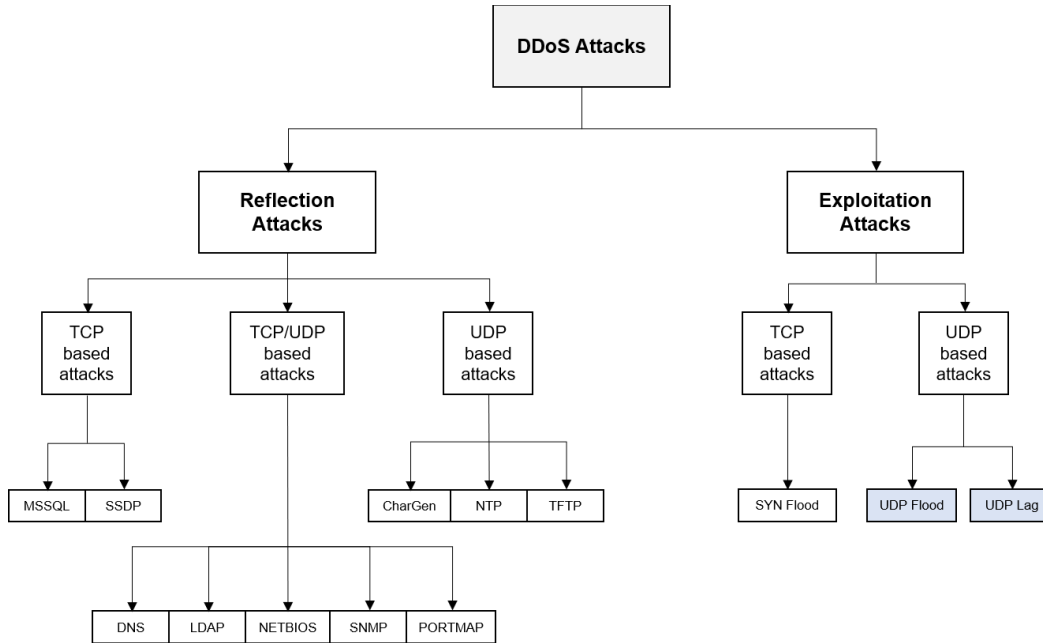 DDoS Attacks
Reflection
Attacks
Exploitation
Attacks
TCP
based
attacks
TCP/UDP
based
attacks
UDP
based
attacks
TCP
based
attacks
UDP
based
attacks
MSSQL
SSDP
CharGen
NTP
TFTP
SYN Flood
UDP Flood
UDP Lag
DNS
LDAP
NETBIOS
SNMP
PORTMAP